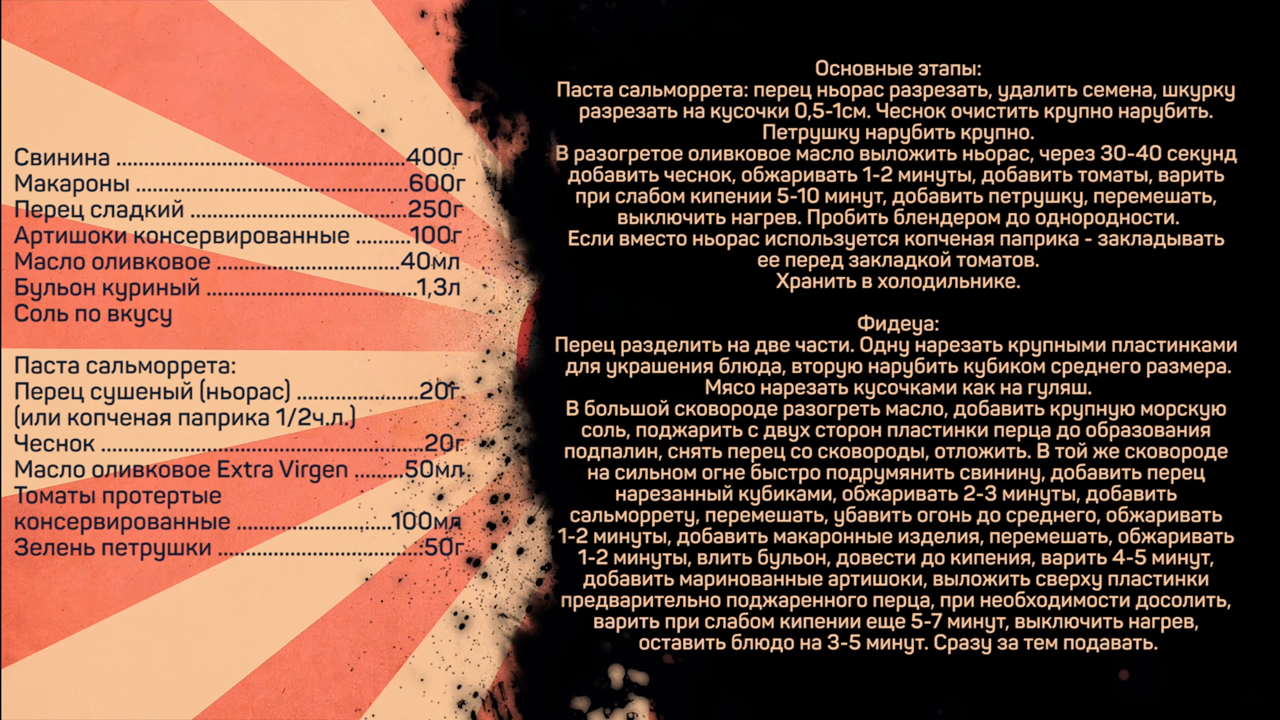 Свинина ....................................................400г
Макароны .................................................600г
Перец сладкий .......................................250г
Артишоки консервированные ..........100г
Масло оливковое .................................40мл
Бульон куриный ......................................1,3л
Соль по вкусу
Паста сальморрета:
Перец сушеный (ньорас) ......................20г
(или копченая паприка 1/2ч.л.)
Чеснок ...........................................................20г
Масло оливковое Extra Virgen .........50мл
Томаты протертые
консервированные ............................100мл
Зелень петрушки .....................................50г
Основные этапы:
Паста сальморрета: перец ньорас разрезать, удалить семена, шкурку
разрезать на кусочки 0,5-1см. Чеснок очистить крупно нарубить.
Петрушку нарубить крупно.
В разогретое оливковое масло выложить ньорас, через 30-40 секунд
добавить чеснок, обжаривать 1-2 минуты, добавить томаты, варить
при слабом кипении 5-10 минут, добавить петрушку, перемешать,
выключить нагрев. Пробить блендером до однородности.
Если вместо ньорас используется копченая паприка - закладывать
ее перед закладкой томатов.
Хранить в холодильнике.
Фидеуа:
Перец разделить на две части. Одну нарезать крупными пластинками
для украшения блюда, вторую нарубить кубиком среднего размера.
Мясо нарезать кусочками как на гуляш.
В большой сковороде разогреть масло, добавить крупную морскую
соль, поджарить с двух сторон пластинки перца до образования
подпалин, снять перец со сковороды, отложить. В той же сковороде
на сильном огне быстро подрумянить свинину, добавить перец
нарезанный кубиками, обжаривать 2-3 минуты, добавить
сальморрету, перемешать, убавить огонь до среднего, обжаривать
1-2 минуты, добавить макаронные изделия, перемешать, обжаривать
1-2 минуты, влить бульон, довести до кипения, варить 4-5 минут,
добавить маринованные артишоки, выложить сверху пластинки
предварительно поджаренного перца, при необходимости досолить,
варить при слабом кипении еще 5-7 минут, выключить нагрев,
оставить блюдо на 3-5 минут. Сразу за тем подавать.